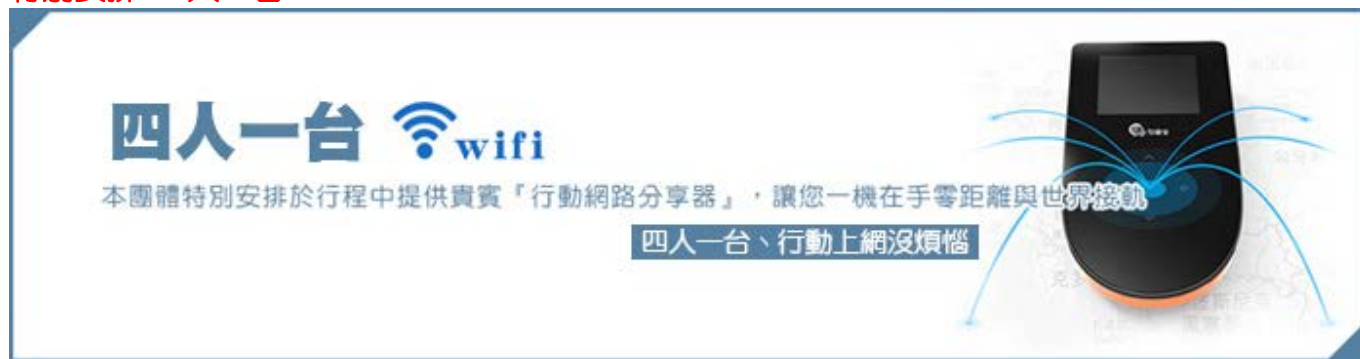 四人一台 wifi
本團體特別安排於行程中提供貴賓『行動網路分享器』，讓您一機在手零距離與世界接軌
四人一台、行動上網沒煩惱